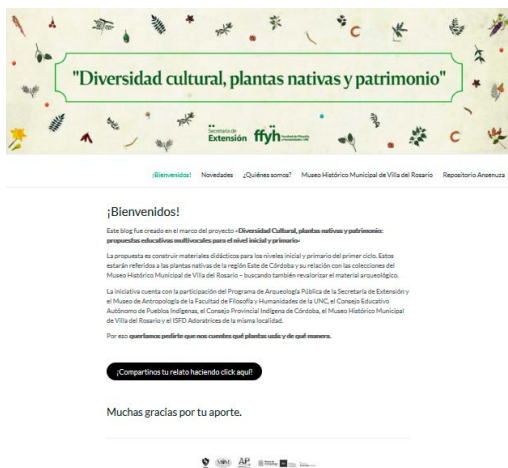 "Diversidad cultural, plantas nativas y patrimonio"
Secretaría de
Extensión
ffyh
¡Bienvenidos! Novedades ¿Quiénes somos? Museo Histórico Municipal de Villa del Rosario Repositorio Ansenuza
¡Bienvenidos!
Este blog fue creado en el marco del proyecto «Diversidad Cultural, plantas nativas y patrimonio:
propuestas educativas multivocales para el nivel inicial y primario»
La propuesta es construir materiales didácticos para los niveles inicial y primario del primer ciclo. Estos
estarán referidos a las plantas nativas de la región Este de Córdoba y su relación con las colecciones del
Museo Histórico Municipal de Villa del Rosario – buscando también revalorizar el material arqueológico.
La iniciativa cuenta con la participación del Programa de Arqueología Pública de la Secretaría de Extensión y
el Museo de Antropología de la Facultad de Filosofía y Humanidades de la UNC, el Consejo Educativo
Autónomo de Pueblos Indígenas, el Consejo Provincial Indígena de Córdoba, el Museo Histórico Municipal
de Villa del Rosario y el ISFD Adoratrices de la misma localidad.
Por eso queríamos pedirte que nos cuentes qué plantas usás y de qué manera.
¡Compartinos tu relato haciendo click aquí!
Muchas gracias por tu aporte.
AP